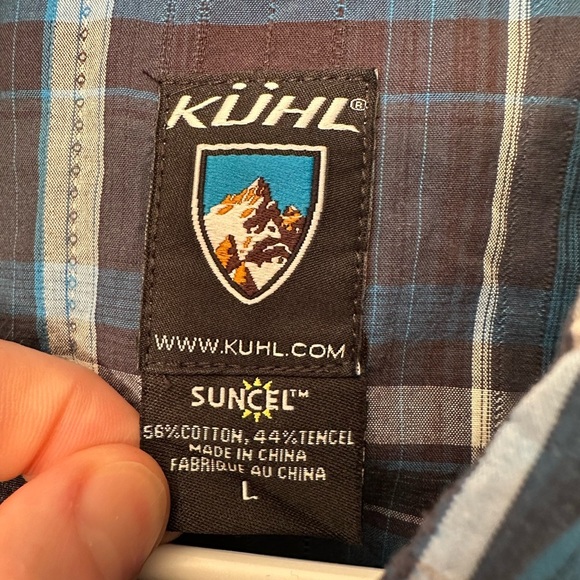 KÜHL®
WWW.KUHL.COM
SUNCEL™
56%COTTON, 44%TENCEL
MADE IN CHINA
FABRIQUE AU CHINA
L